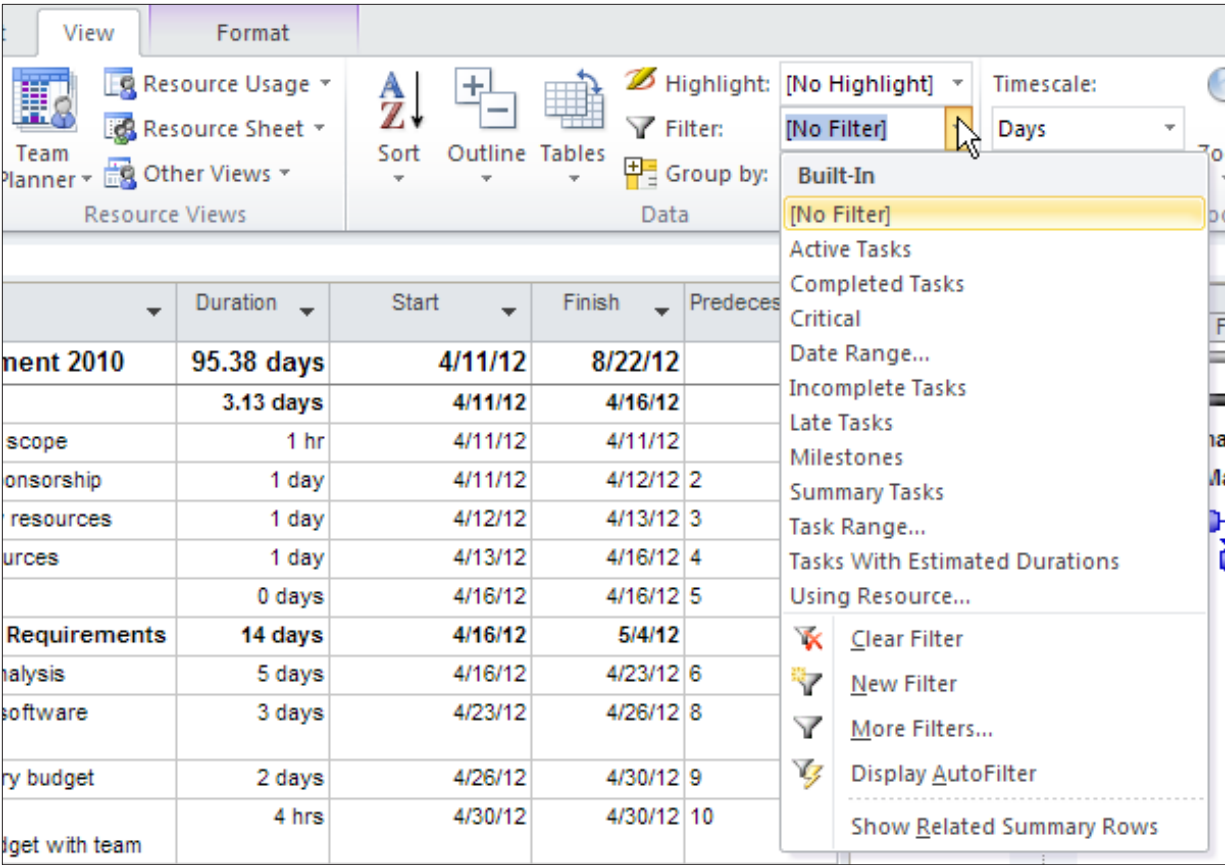 View Format
Resource Usage
Highlight: [No Highlight] Timescale:
Resource Sheet
Filter: [No Filter] Days
Team
Planner
Sort Outline Tables
Other Views
Group by:
Resource Views Data
Built-In
[No Filter]
Active Tasks
Completed Tasks
Critical
Date Range...
Incomplete Tasks
Late Tasks
Milestones
Summary Tasks
Task Range...
Tasks With Estimated Durations
Using Resource...
Clear Filter
New Filter
More Filters...
Display AutoFilter
Show Related Summary Rows
Duration Start Finish Predeces
ment 2010 95.38 days 4/11/12 8/22/12
3.13 days 4/11/12 4/16/12
scope 1 hr 4/11/12 4/11/12
onsorship 1 day 4/11/12 4/12/12 2
resources 1 day 4/12/12 4/13/12 3
urces 1 day 4/13/12 4/16/12 4
0 days 4/16/12 4/16/12 5
Requirements 14 days 4/16/12 5/4/12
nalysis 5 days 4/16/12 4/23/12 6
software 3 days 4/23/12 4/26/12 8
ry budget 2 days 4/26/12 4/30/12 9
4 hrs 4/30/12 4/30/12 10
dget with team